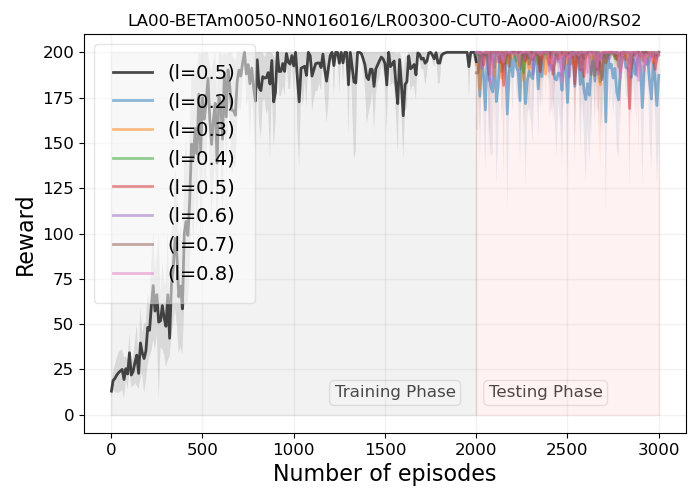 LA00-BETAm0050-NN016016/LR00300-CUT0-Ao00-Ai00/RS02
Reward
200
175
150
125
100
75
50
25
0
(l=0.5)
(l=0.2)
(l=0.3)
(l=0.4)
(l=0.5)
(l=0.6)
(l=0.7)
(l=0.8)
Training Phase
Testing Phase
0
500
1000
1500
2000
2500
3000
Number of episodes